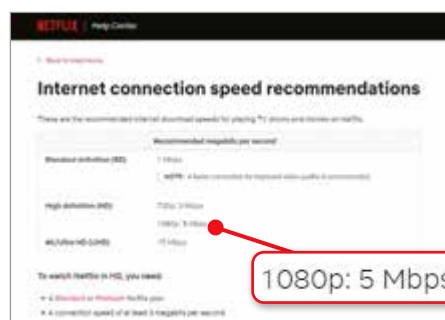 NETFLIX Help Center
Back to Help Home
Internet connection speed recommendations
These are the recommended internet download speeds for playing TV shows and movies on Netflix.
Recommended megabits per second
Standard definition (SD) 1 Mbps
NOTE: A faster connection for improved video quality is recommended.
High definition (HD) 720p: 3 Mbps
1080p: 5 Mbps
4K/Ultra HD (UHD) 15 Mbps
1080p: 5 Mbps
To watch Netflix in HD, you need:
A Standard or Premium Netflix plan
A connection speed of at least 3 megabits per second